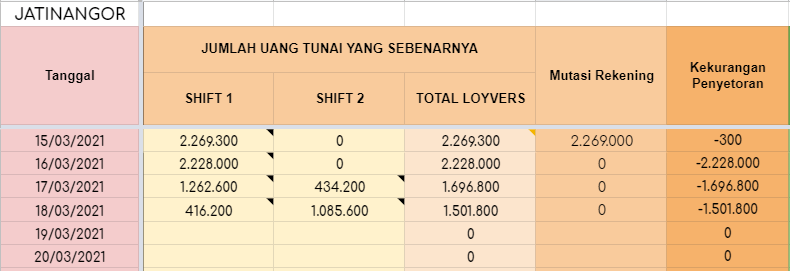 JATINANGOR
Tanggal JUMLAH UANG TUNAI YANG SEBENARNYA Mutasi Rekening Kekurangan Penyetoran
SHIFT 1 SHIFT 2 TOTAL LOYVERS
15/03/2021 2.269.300 0 2.269.300 2.269.000 -300
16/03/2021 2.228.000 0 2.228.000 0 -2.228.000
17/03/2021 1.262.600 434.200 1.696.800 0 -1.696.800
18/03/2021 416.200 1.085.600 1.501.800 0 -1.501.800
19/03/2021 0 0
20/03/2021 0 0